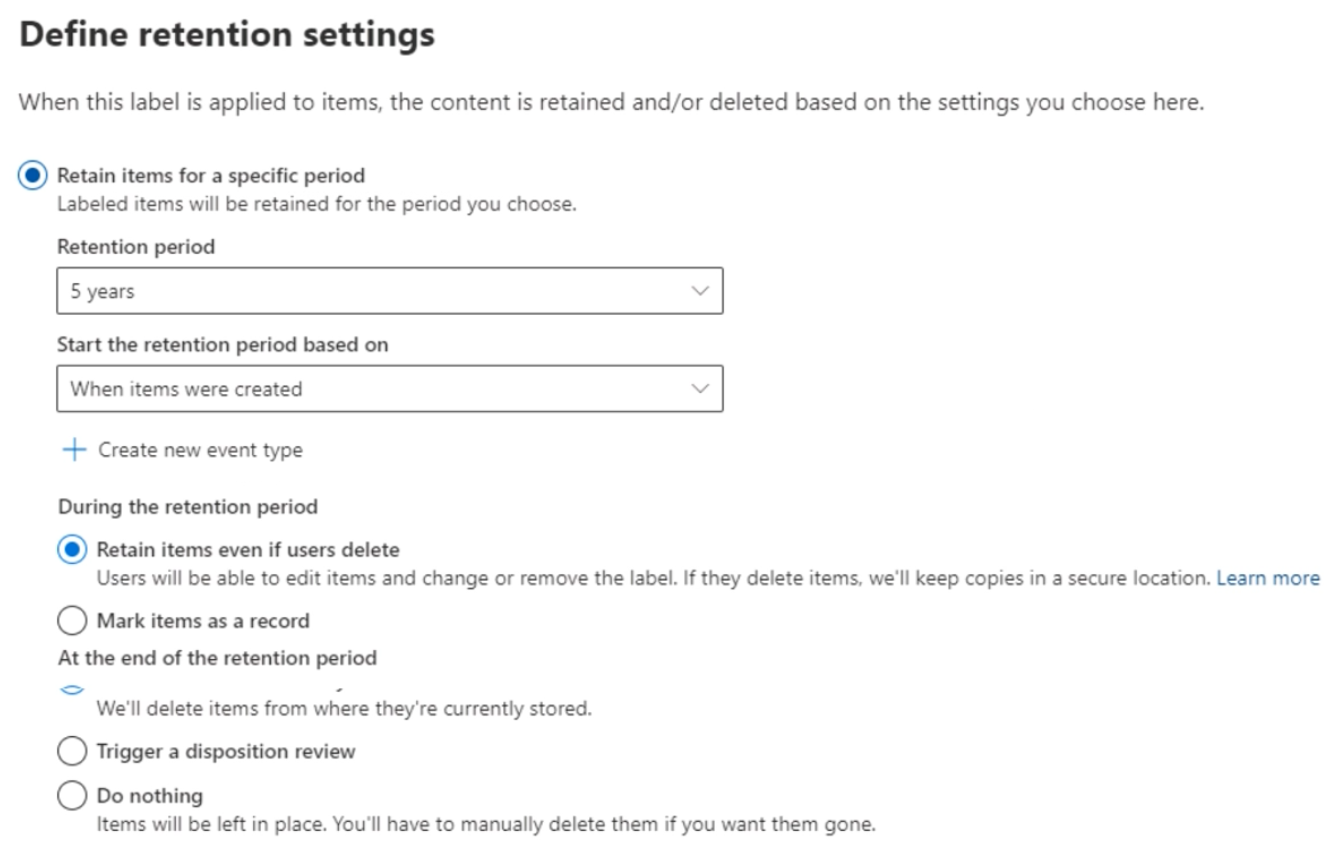 Define retention settings
When this label is applied to items, the content is retained and/or deleted based on the settings you choose here.
Retain items for a specific period
Labeled items will be retained for the period you choose.
Retention period
5 years
Start the retention period based on
When items were created
+ Create new event type
During the retention period
Retain items even if users delete
Users will be able to edit items and change or remove the label. If they delete items, we'll keep copies in a secure location. Learn more
Mark items as a record
At the end of the retention period
We'll delete items from where they're currently stored.
Trigger a disposition review
Do nothing
Items will be left in place. You'll have to manually delete them if you want them gone.